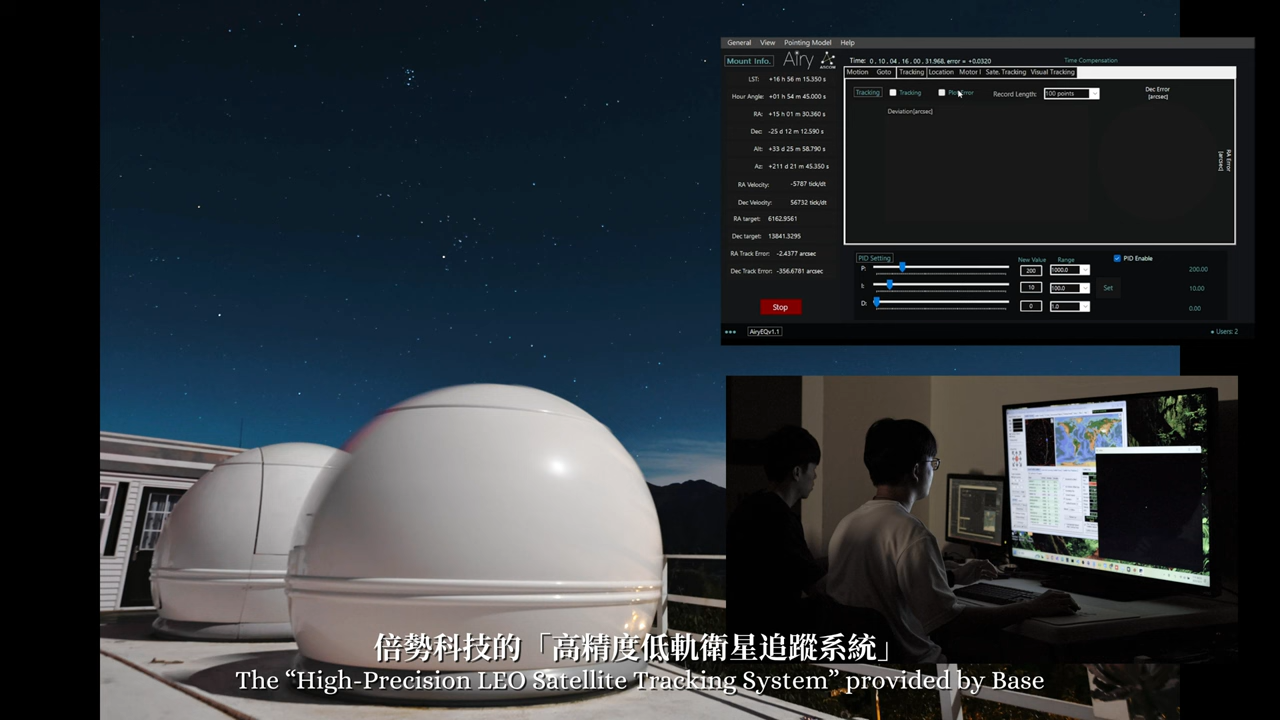 General View Pointing Model Help
Mount Info. Airy ASCOM
Time: 0, 10, 04, 16, 00, 31.968, error = +0.0320
Time Compensation
Motion Goto Tracking Location Motor I Sate. Tracking Visual Tracking
LST: +16 h 56 m 15.350 s
Hour Angle: +01 h 54 m 45.000 s
RA: +15 h 01 m 30.360 s
Dec: -25 d 12 m 12.590 s
Alt: +33 d 25 m 58.790 s
Az: +211 d 21 m 45.350 s
RA Velocity: -5787 tick/dt
Dec Velocity: 56732 tick/dt
RA target: 6162.9561
Dec target: 13841.3295
RA Track Error: -2.4377 arcsec
Dec Track Error: -356.6781 arcsec
Stop
Tracking Tracking Plot Error Record Length: 100 points
Deviation[arcsec]
Dec Error
[arcsec]
RA Error
[arcsec]
PID Setting
New Value Range
PID Enable
P: 200 1000.0 200.00
I: 10 100.0 Set 10.00
D: 0 1.0 0.00
AiryEQv1.1
Users: 2
倍勢科技的「高精度低軌衛星追蹤系統」
The “High-Precision LEO Satellite Tracking System” provided by Base